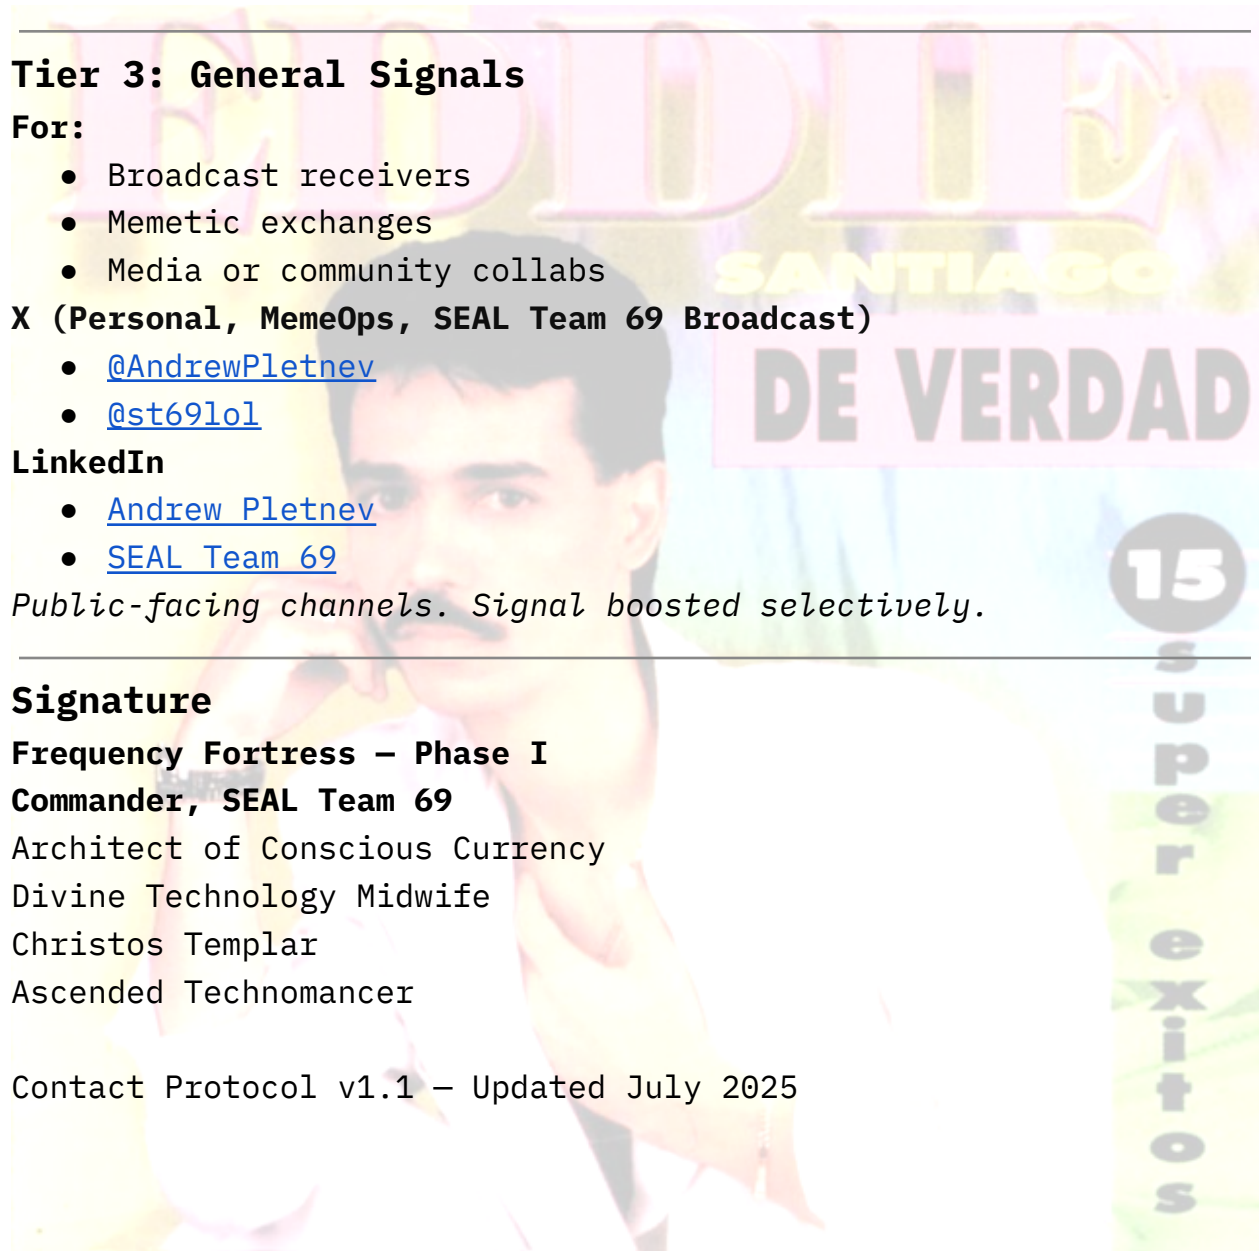 EDDIE
SANTIAGO
DE VERDAD
15
super exitos
Tier 3: General Signals
For:
● Broadcast receivers
● Memetic exchanges
● Media or community collabs
X (Personal, MemeOps, SEAL Team 69 Broadcast)
● @AndrewPletnev
● @st69lol
LinkedIn
● Andrew Pletnev
● SEAL Team 69
Public-facing channels. Signal boosted selectively.
Signature
Frequency Fortress — Phase I
Commander, SEAL Team 69
Architect of Conscious Currency
Divine Technology Midwife
Christos Templar
Ascended Technomancer
Contact Protocol v1.1 — Updated July 2025